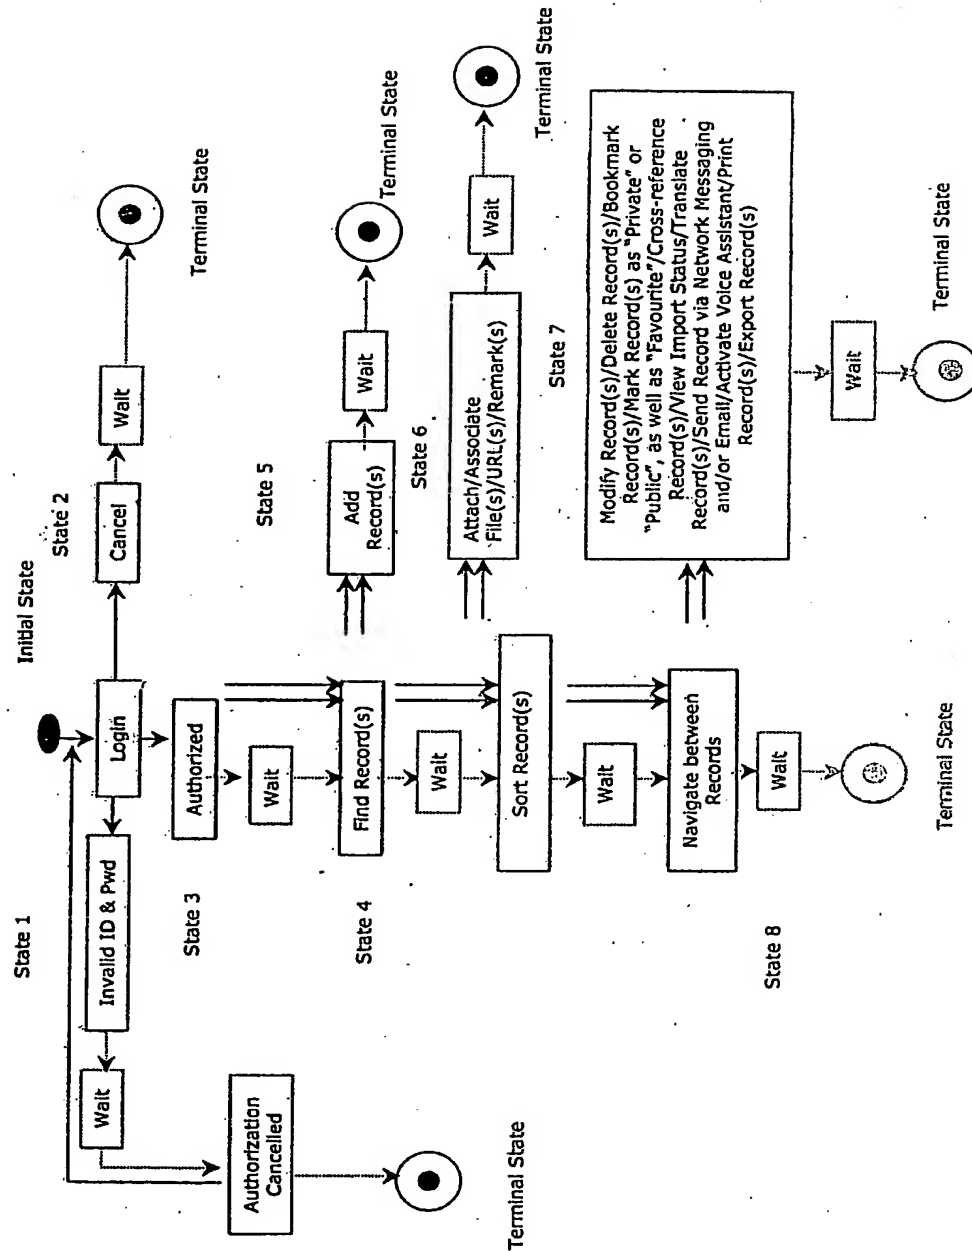 Initial State
State 1
State 2
Wait
Invalid ID & Pwd
Login
Cancel
Wait
Terminal State
Authorization
Cancelled
Terminal State
State 3
Authorized
Wait
State 4
Find Record(s)
Wait
Sort Record(s)
Wait
Navigate between
Records
State 8
Wait
Terminal State
State 5
Add
Record(s)
Wait
Terminal State
State 6
Attach/Associate
File(s)/URL(s)/Remark(s)
Wait
Terminal State
State 7
Modify Record(s)/Delete Record(s)/Bookmark
Record(s)/Mark Record(s) as “Private” or
“Public”, as well as “Favourite”/Cross-reference
Record(s)/View Import Status/Translate
Record(s)/Send Record via Network Messaging
and/or Email/Activate Voice Assistant/Print
Record(s)/Export Record(s)
Wait
Terminal State